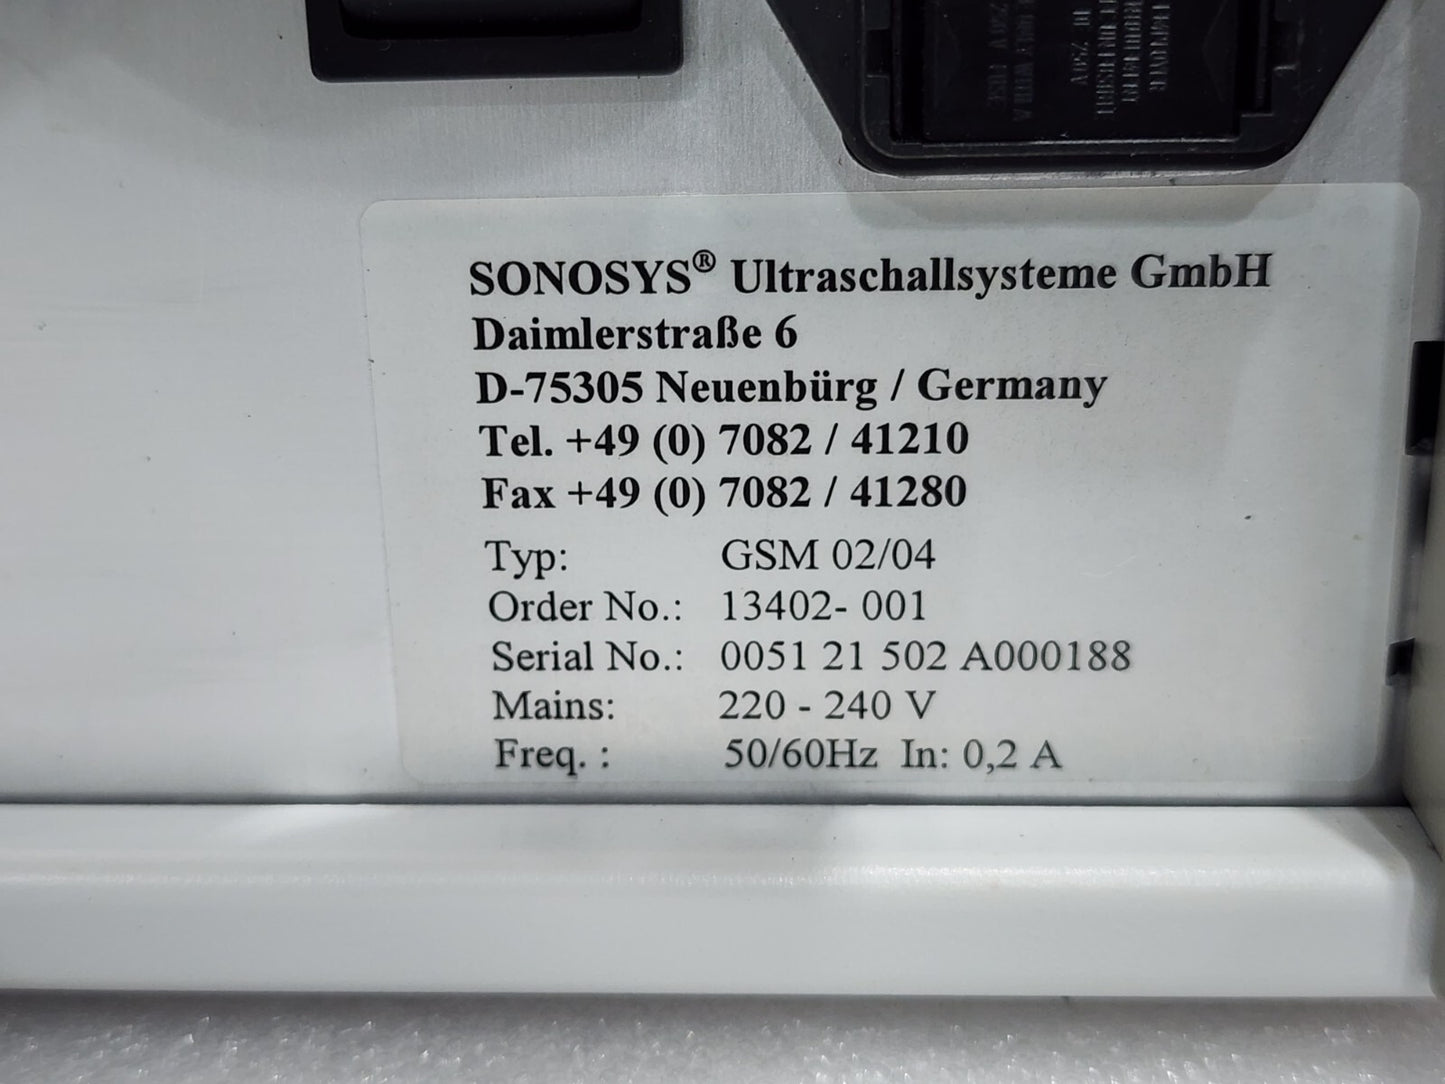 SONOSYS® Ultraschallsysteme GmbH
Daimlerstraße 6
D-75305 Neuenbürg / Germany
Tel. +49 (0) 7082 / 41210
Fax +49 (0) 7082 / 41280
Typ: GSM 02/04
Order No.: 13402- 001
Serial No.: 0051 21 502 A000188
Mains: 220 - 240 V
Freq. : 50/60Hz In: 0,2 A